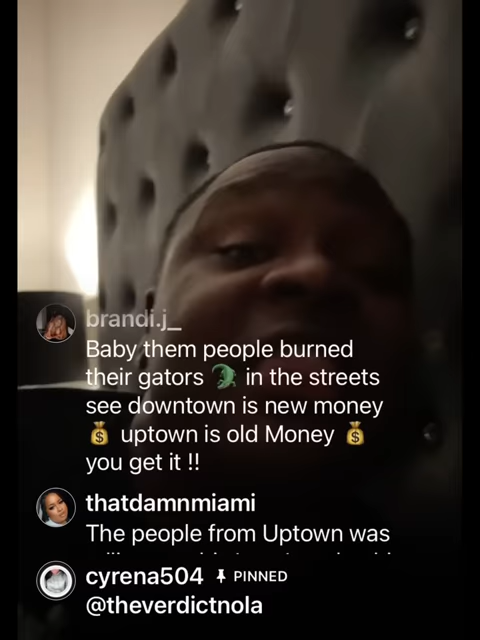 brandi.j_
Baby them people burned
their gators 🐊 in the streets
see downtown is new money
💰 uptown is old Money 💰
you get it !!
thatdamnmiami
The people from Uptown was
cyrena504 📌 PINNED
@theverdictnola